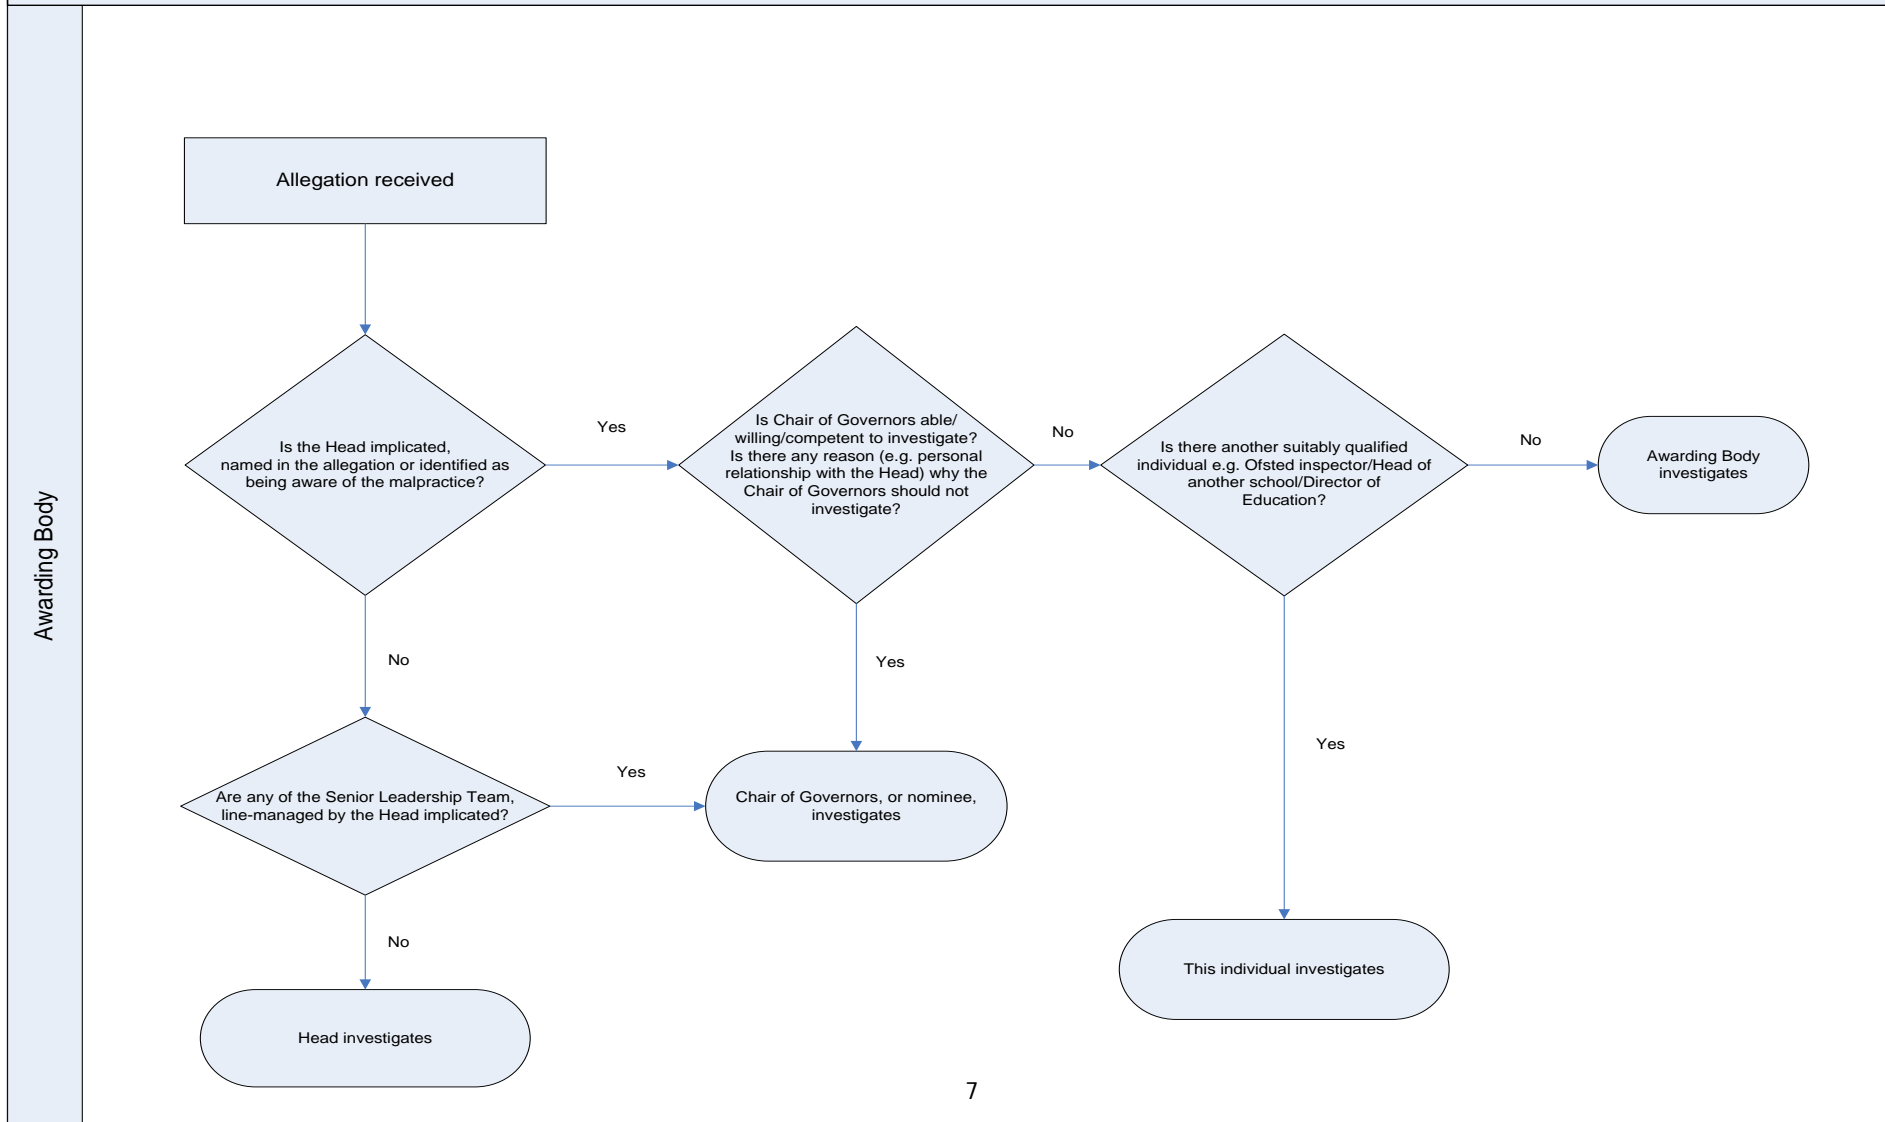 Awarding Body
Allegation received
Is the Head implicated,
named in the allegation or identified as
being aware of the malpractice?
Yes
Is Chair of Governors able/
willing/competent to investigate?
Is there any reason (e.g. personal
relationship with the Head) why the
Chair of Governors should not
investigate?
No
Is there another suitably qualified
individual e.g. Ofsted inspector/Head of
another school/Director of
Education?
No
Awarding Body
investigates
No
Yes
Yes
Are any of the Senior Leadership Team,
line-managed by the Head implicated?
Yes
Chair of Governors, or nominee,
investigates
No
This individual investigates
Head investigates
7